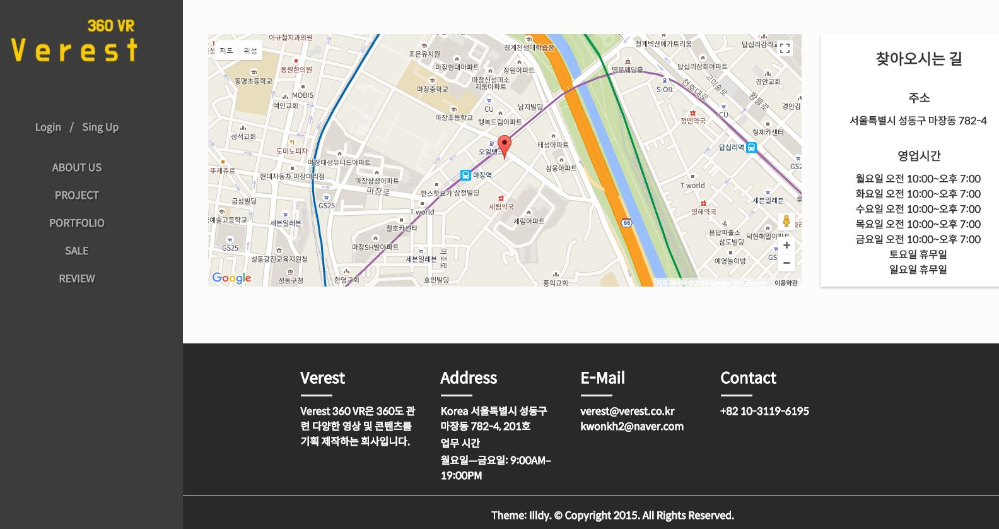 360 VR
Verest
Login / Sing Up
ABOUT US
PROJECT
PORTFOLIO
SALE
REVIEW
지도 위성
이규철치과의원
동원한의원
동명초등학교
MOBIS
예인교회
성석교회
도미노피자
뚜레쥬르
현대자동차 마장대리점
마장대성유니드아파트
금성빌딩
GS25
세븐일레븐
GS25
성동광진교육지원청
성동구청
한영교회
조은유치원
마장현대아파트
마장중학교
마장초등학교
청계천생태학습장
장원아파트
마장신성미소
지움아파트
CU
남지빌딩
행복드림아파트
오일뱅크
태성아파트
삼웅아파트
마장역
마장삼성아파트
마장로
한스핫요가
삼정빌딩
T world
철호카센타
세림약국
세림아파트
마장SH빌아파트
세븐일레븐
효민빌딩
홍익교회
66
청계벽산메가트리움
명문웨딩홀
답십리삼희아파트
S-OIL
천호대로
고미술로
황물로
경안교회
CU
정민약국
형제카센터
답십리역
T world
세븐일레븐
영해약국
용답파출소
삼도빌딩
덕현해밀아파트
예영놀이방
Google
지도 데이터 ©2018 Google, SK telecom
이용약관
찾아오시는 길
주소
서울특별시 성동구 마장동 782-4
영업시간
월요일 오전 10:00~오후 7:00
화요일 오전 10:00~오후 7:00
수요일 오전 10:00~오후 7:00
목요일 오전 10:00~오후 7:00
금요일 오전 10:00~오후 7:00
토요일 휴무일
일요일 휴무일
Verest
Verest 360 VR은 360도 관
련 다양한 영상 및 콘텐츠를
기획 제작하는 회사입니다.
Address
Korea 서울특별시 성동구
마장동 782-4, 201호
업무 시간
월요일—금요일: 9:00AM–
19:00PM
E-Mail
verest@verest.co.kr
kwonkh2@naver.com
Contact
+82 10-3119-6195
Theme: Illdy. © Copyright 2015. All Rights Reserved.